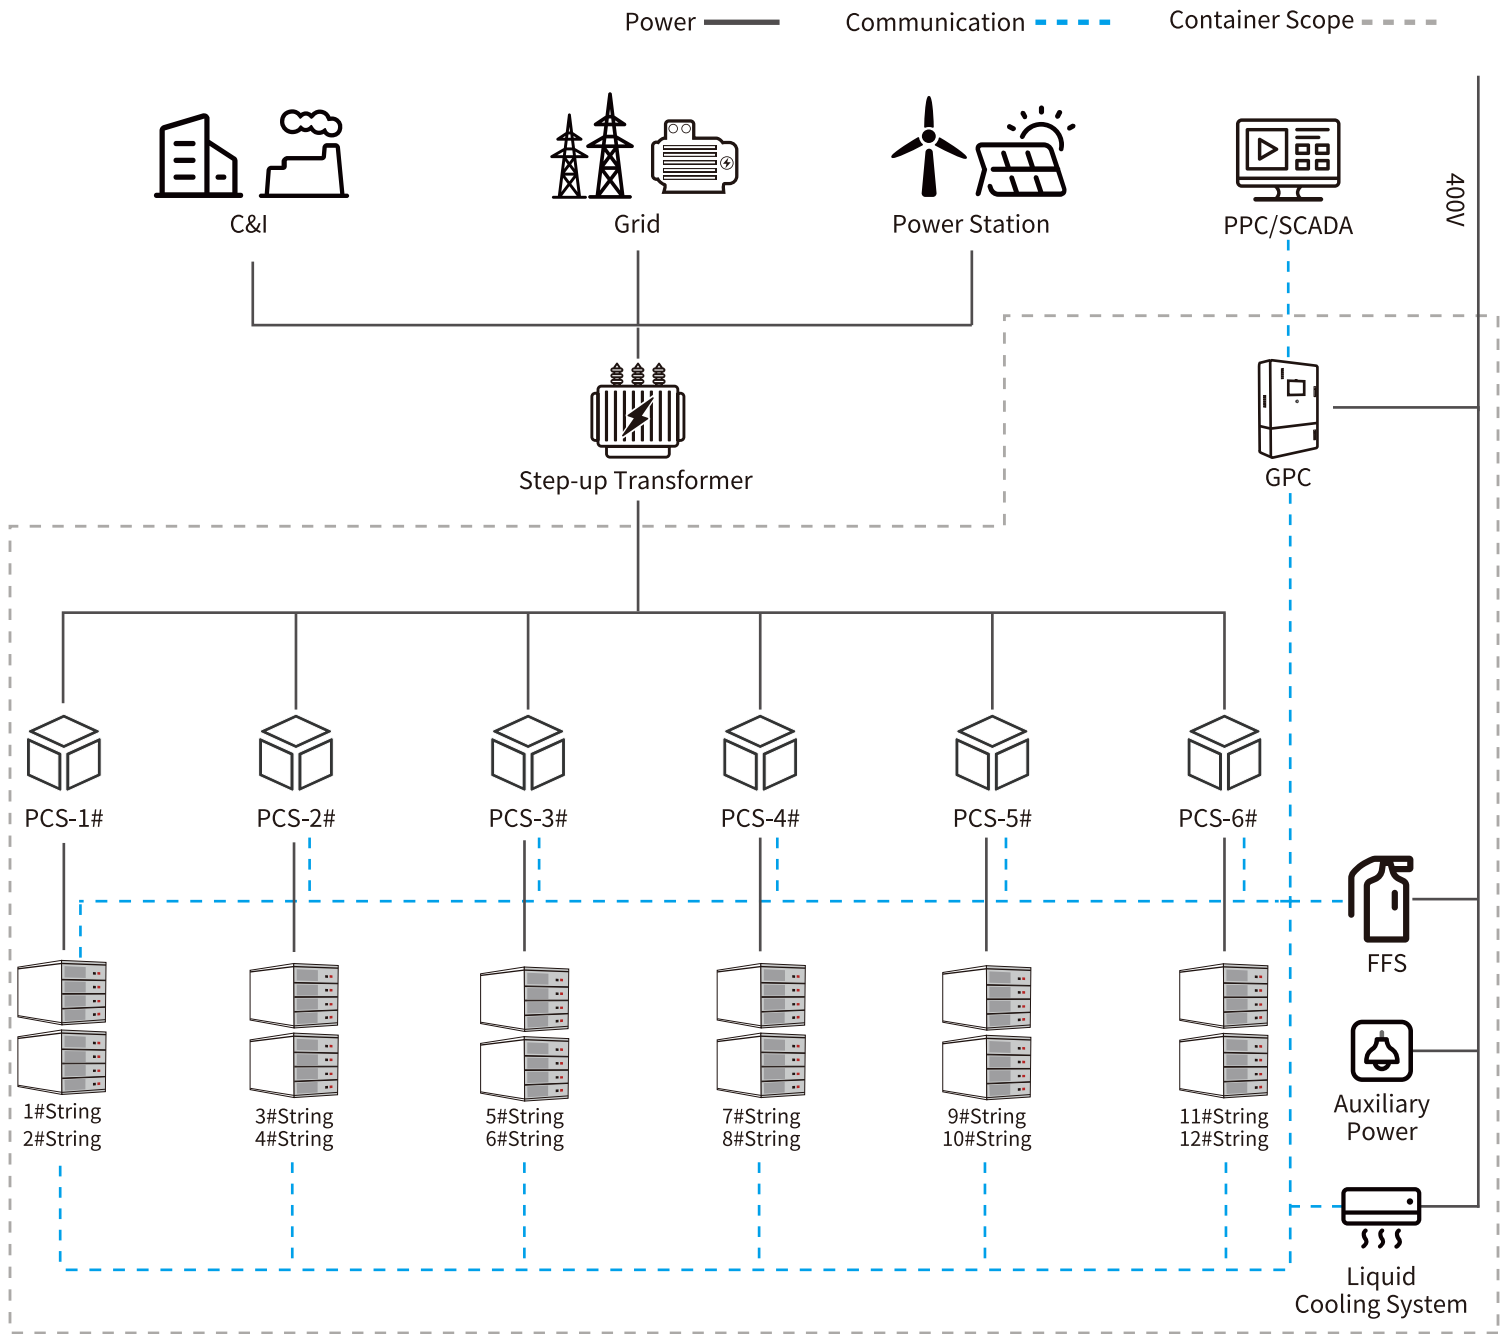 Power
Communication
Container Scope
400V
C&I
Grid
Power Station
PPC/SCADA
Step-up Transformer
GPC
PCS-1#
PCS-2#
PCS-3#
PCS-4#
PCS-5#
PCS-6#
FFS
1#String
2#String
3#String
4#String
5#String
6#String
7#String
8#String
9#String
10#String
11#String
12#String
Auxiliary
Power
Liquid
Cooling System